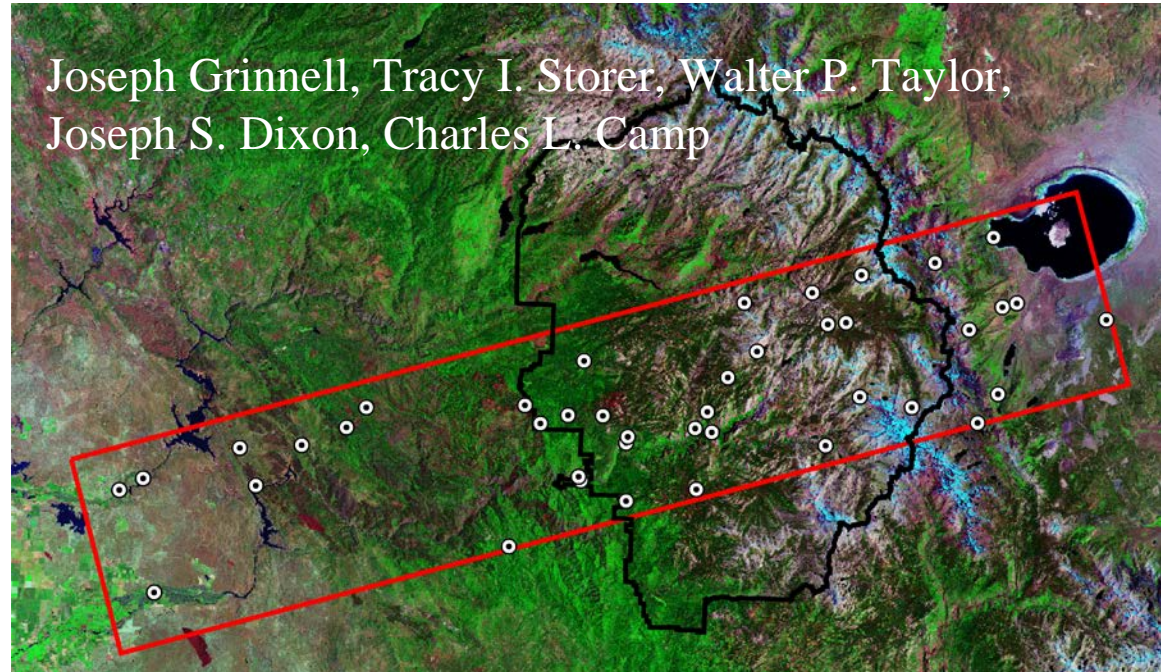 Joseph Grinnell, Tracy I. Storer, Walter P. Taylor,
Joseph S. Dixon, Charles L. Camp